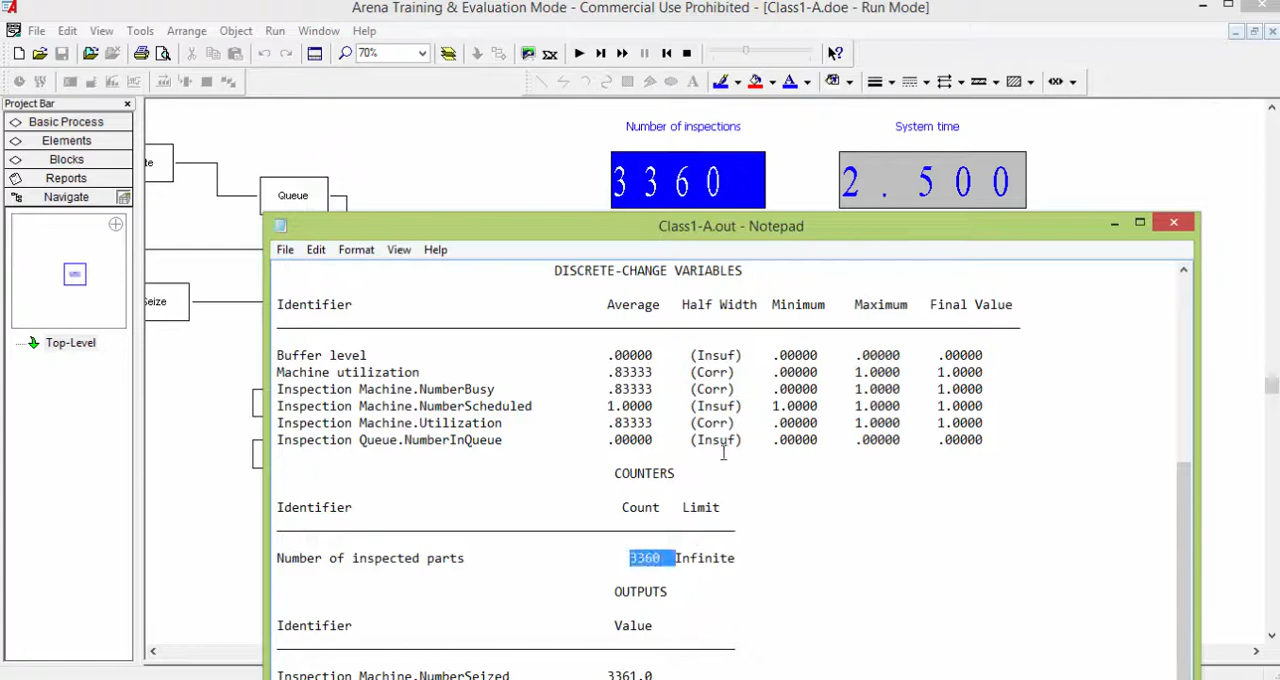 Arena Training & Evaluation Mode - Commercial Use Prohibited - [Class1-A.doe - Run Mode]
File Edit View Tools Arrange Object Run Window Help
70%
Project Bar
Basic Process
Elements
Blocks
Reports
Navigate
Top-Level
te
Queue
Seize
Number of inspections
System time
3360
2.500
Class1-A.out - Notepad
File Edit Format View Help
DISCRETE-CHANGE VARIABLES
Identifier Average Half Width Minimum Maximum Final Value
Buffer level .00000 (Insuf) .00000 .00000 .00000
Machine utilization .83333 (Corr) .00000 1.0000 1.0000
Inspection Machine.NumberBusy .83333 (Corr) .00000 1.0000 1.0000
Inspection Machine.NumberScheduled 1.0000 (Insuf) 1.0000 1.0000 1.0000
Inspection Machine.Utilization .83333 (Corr) .00000 1.0000 1.0000
Inspection Queue.NumberInQueue .00000 (Insuf) .00000 .00000 .00000
COUNTERS
Identifier Count Limit
Number of inspected parts 3360 Infinite
OUTPUTS
Identifier Value
Inspection Machine.NumberSeized 3361.0